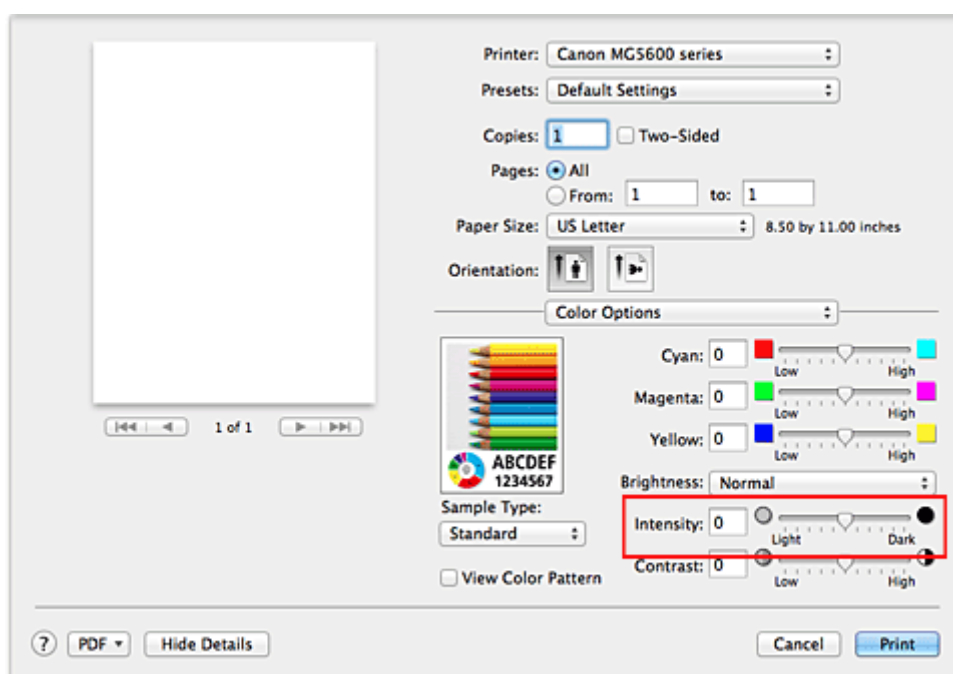 Printer: Canon MG5600 series
Presets: Default Settings
Copies: 1 Two-Sided
Pages: All
From: 1 to: 1
Paper Size: US Letter 8.50 by 11.00 inches
Orientation:
Color Options
1 of 1
ABCDEF
1234567
Sample Type:
Standard
View Color Pattern
Cyan: 0
Low High
Magenta: 0
Low High
Yellow: 0
Low High
Brightness: Normal
Intensity: 0
Light Dark
Contrast: 0
Low High
? PDF Hide Details Cancel Print